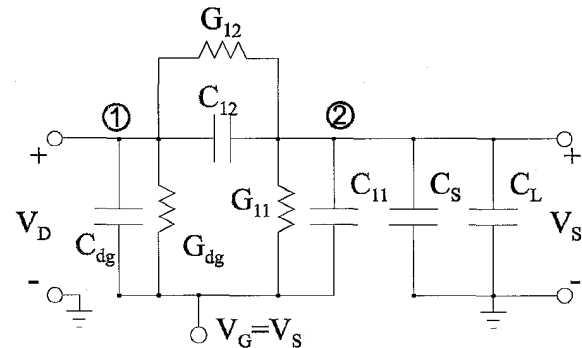 G12
C12
① ②
+ +
G11 C11 CS CL
VD VS
Cdg Gdg
- -
VG=VS